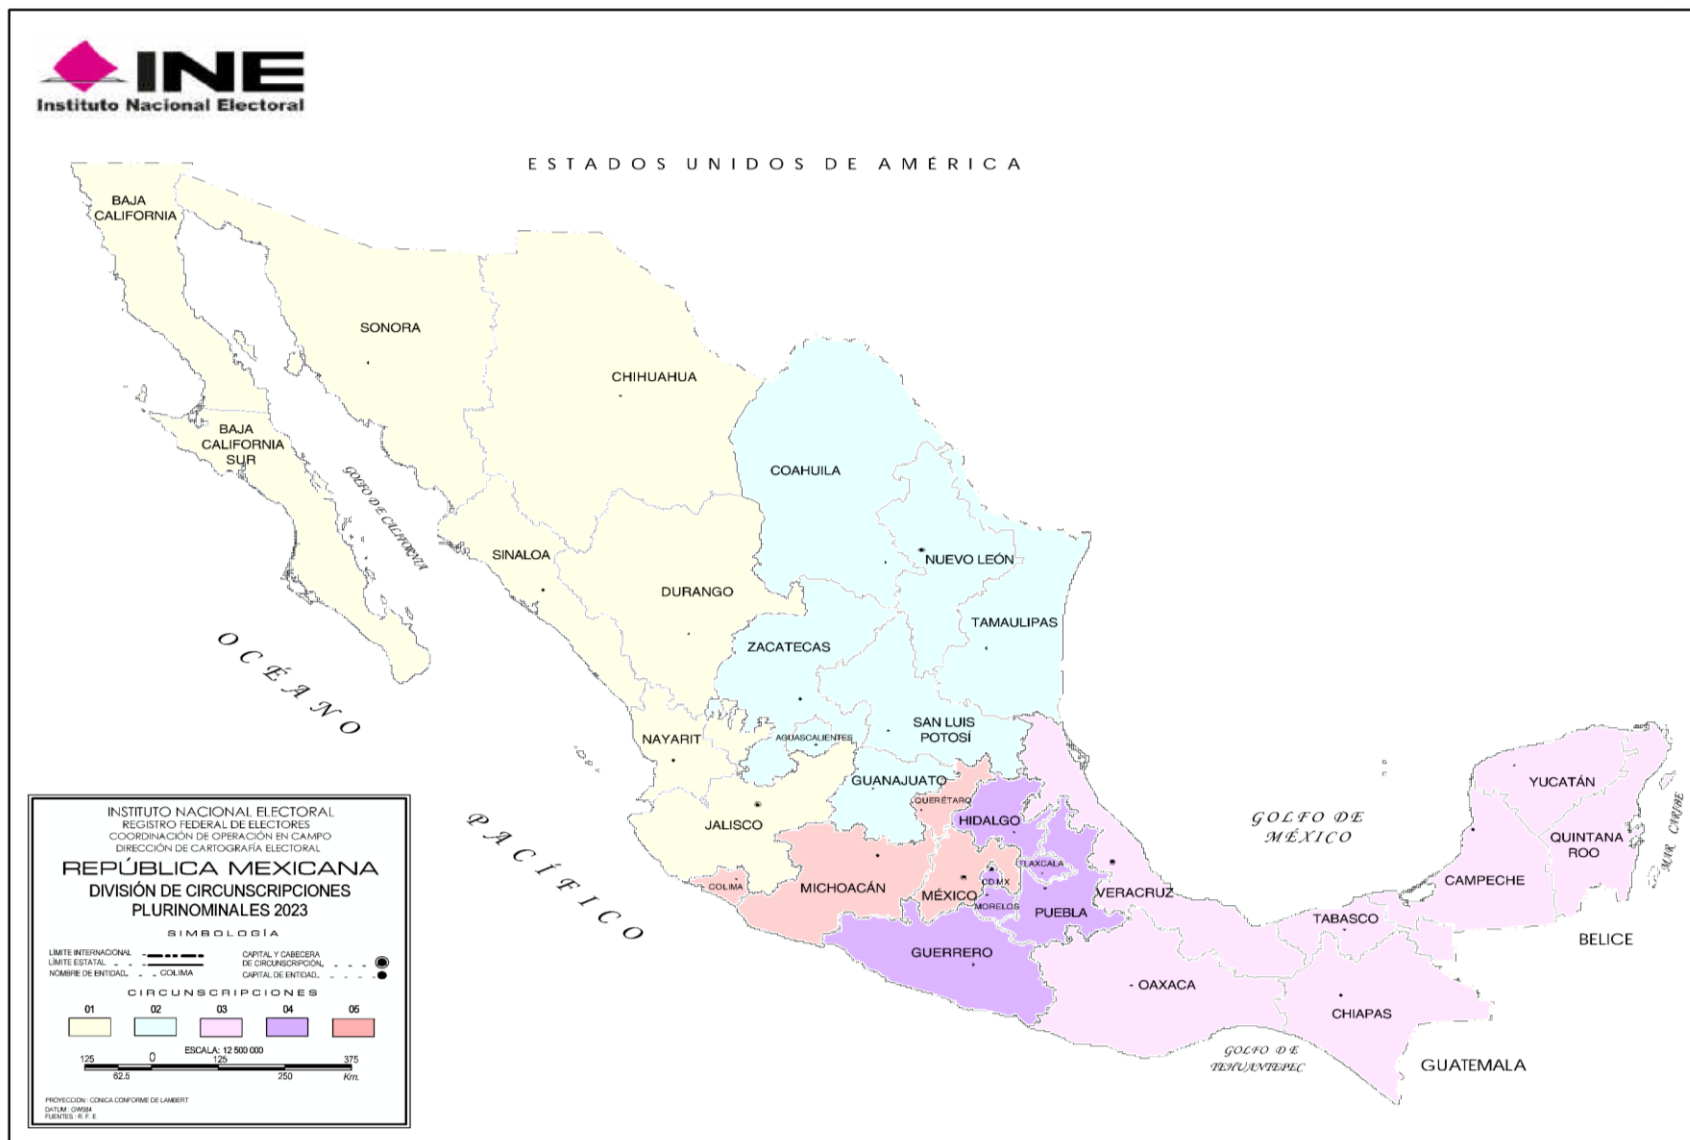 INE
Instituto Nacional Electoral
ESTADOS UNIDOS DE AMÉRICA
BAJA
CALIFORNIA
SONORA
CHIHUAHUA
BAJA
CALIFORNIA
SUR
COAHUILA
GOLFO DE CALIFORNIA
SINALOA
NUEVO LEÓN
DURANGO
TAMAULIPAS
ZACATECAS
OCÉANO
PACÍFICO
NAYARIT
AGUASCALIENTES
SAN LUIS
POTOSÍ
GUANAJUATO
QUERÉTARO
HIDALGO
JALISCO
COLIMA
MICHOACÁN
MÉXICO
CDMX
TLAXCALA
MORELOS
PUEBLA
VERACRUZ
GUERRERO
OAXACA
TABASCO
CHIAPAS
CAMPECHE
YUCATÁN
QUINTANA
ROO
GOLFO DE
MÉXICO
MAR CARIBE
BELICE
GUATEMALA
GOLFO DE
TEHUANTEPEC
INSTITUTO NACIONAL ELECTORAL
REGISTRO FEDERAL DE ELECTORES
COORDINACIÓN DE OPERACIÓN EN CAMPO
DIRECCIÓN DE CARTOGRAFÍA ELECTORAL
REPÚBLICA MEXICANA
DIVISIÓN DE CIRCUNSCRIPCIONES
PLURINOMINALES 2023
SIMBOLOGÍA
LÍMITE INTERNACIONAL
LÍMITE ESTATAL
NOMBRE DE ENTIDAD COLIMA
CAPITAL Y CABECERA
DE CIRCUNSCRIPCIÓN
CAPITAL DE ENTIDAD
CIRCUNSCRIPCIONES
01 02 03 04 05
ESCALA: 12 500 000
125 0 125 375
62.5 250 Km.
PROYECCION : CONICA CONFORME DE LAMBERT
DATUM : GWS84
FUENTES : R. F. E.